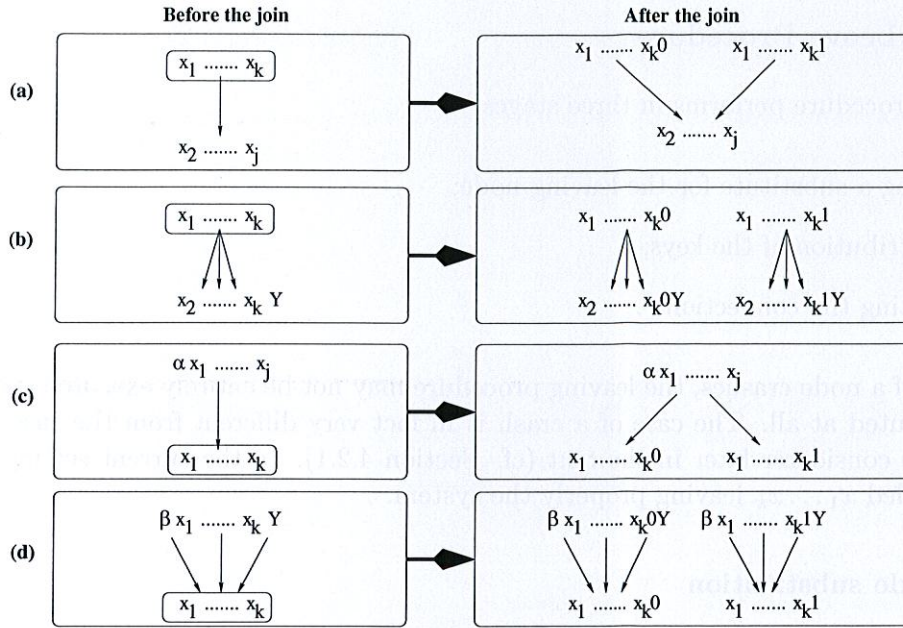 Before the join After the join
(a) x1 ....... xk x1 ....... xk0 x1 ....... xk1
x2 ....... xj x2 ....... xj
(b) x1 ....... xk x1 ....... xk0 x1 ....... xk1
x2 ....... xk Y x2 ....... xk0Y x2 ....... xk1Y
(c) α x1 ....... xj α x1 ....... xj
x1 ....... xk x1 ....... xk0 x1 ....... xk1
(d) β x1 ....... xk Y β x1 ....... xk0Y β x1 ....... xk1Y
x1 ....... xk x1 ....... xk0 x1 ....... xk1